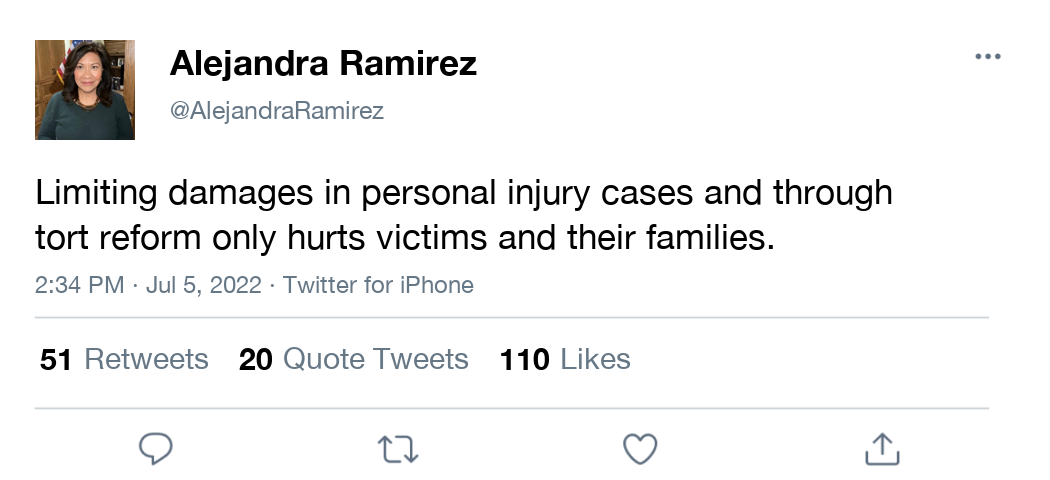 Alejandra Ramirez
@AlejandraRamirez
Limiting damages in personal injury cases and through
tort reform only hurts victims and their families.
2:34 PM · Jul 5, 2022 · Twitter for iPhone
51 Retweets 20 Quote Tweets 110 Likes